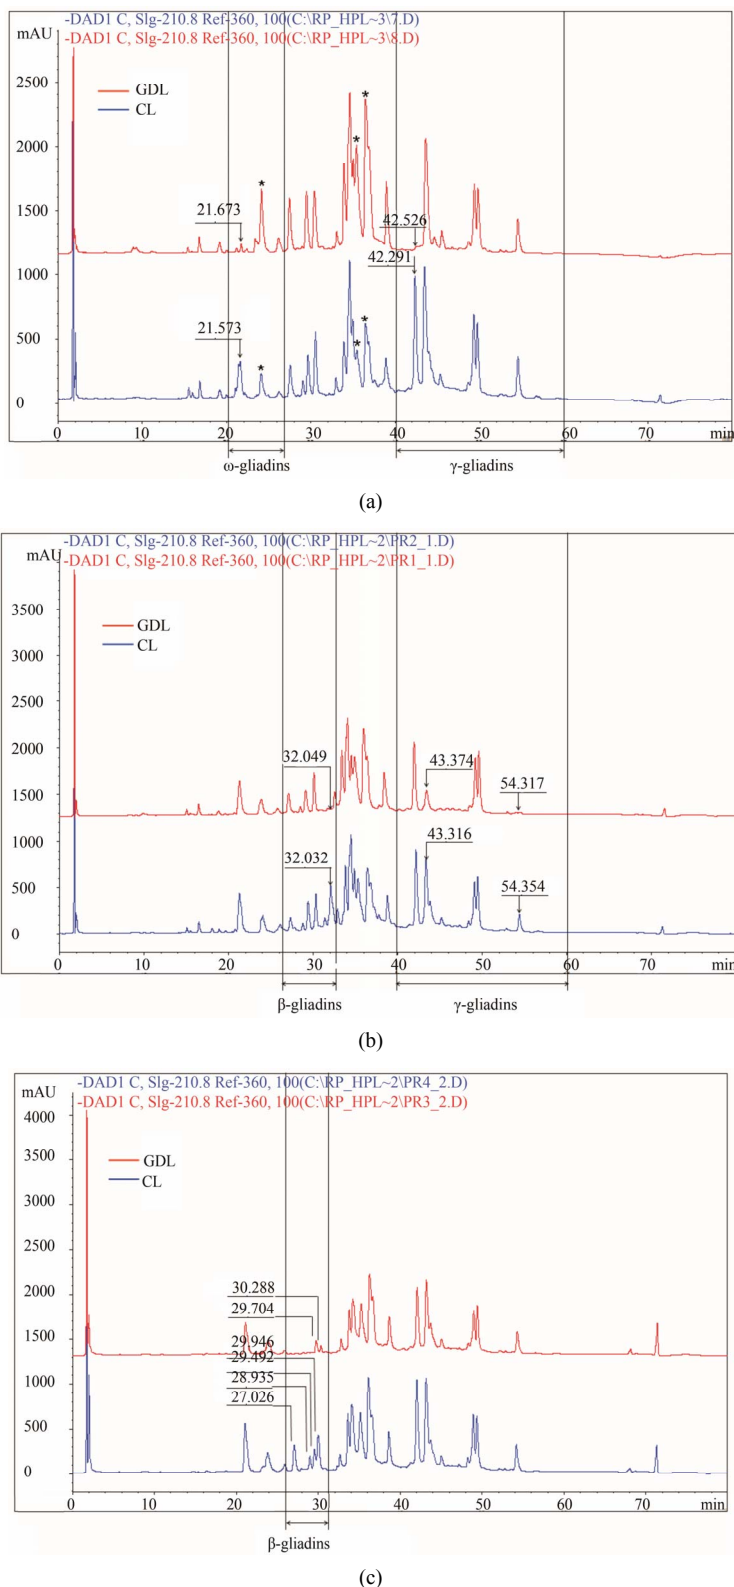 -DAD1 C, Slg-210.8 Ref-360, 100(C:\RP_HPL~3\7.D)
mAU
-DAD1 C, Slg-210.8 Ref-360, 100(C:\RP_HPL~3\8.D)
2500
GDL
CL
*
2000
*
*
21.673
42.526
1500
42.291
1000
21.573
*
500
*
*
0
0 10 20 30 40 50 60 70 min
ω-gliadins γ-gliadins
(a)
-DAD1 C, Slg-210.8 Ref-360, 100(C:\RP_HPL~2\PR2_1.D)
mAU
-DAD1 C, Slg-210.8 Ref-360, 100(C:\RP_HPL~2\PR1_1.D)
3500
GDL
CL
3000
2500
2000
32.049 43.374
54.317
1500
1000
43.316
32.032
500
54.354
0
0 10 20 30 40 50 60 70 min
β-gliadins γ-gliadins
(b)
-DAD1 C, Slg-210.8 Ref-360, 100(C:\RP_HPL~2\PR4_2.D)
mAU
-DAD1 C, Slg-210.8 Ref-360, 100(C:\RP_HPL~2\PR3_2.D)
4000
3500
GDL
CL
3000
2500
2000
30.288
29.704
1500
29.946
29.492
28.935
1000
27.026
500
0
0 10 20 30 40 50 60 70 min
β-gliadins
(c)